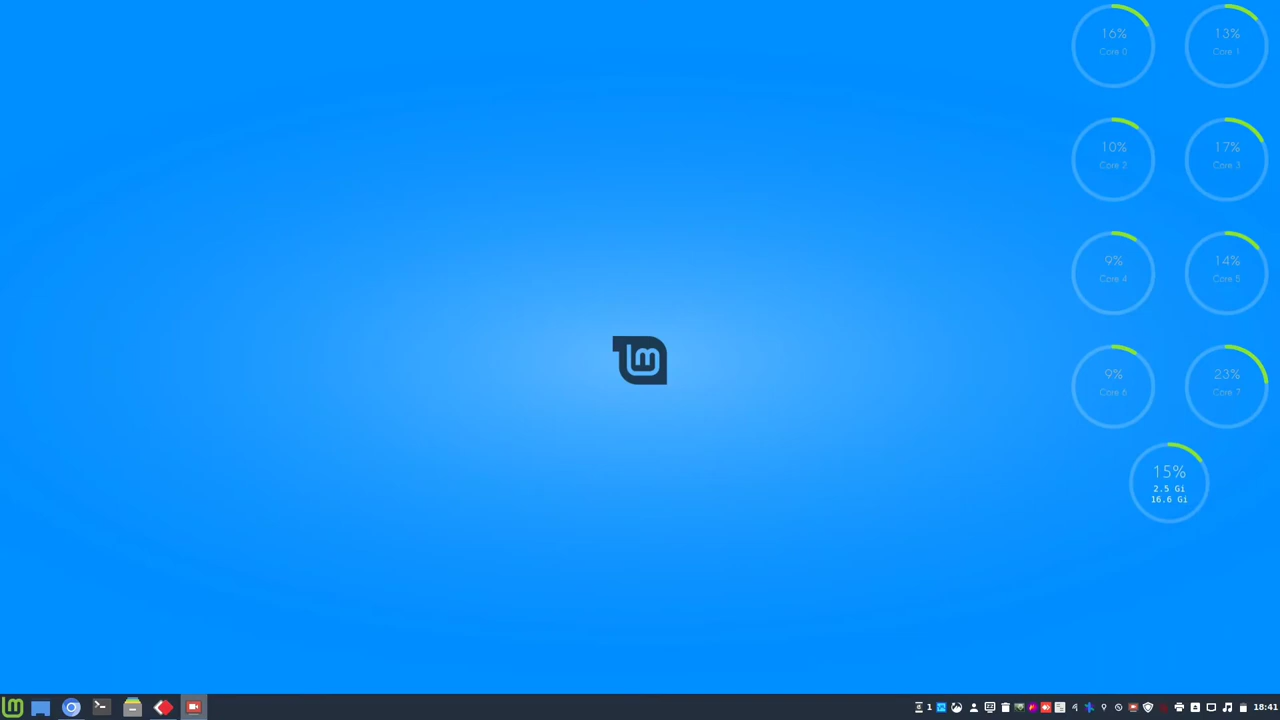 16%
Core 0
13%
Core 1
10%
Core 2
17%
Core 3
9%
Core 4
14%
Core 5
9%
Core 6
23%
Core 7
15%
2.5 Gi
16.6 Gi
1
18:41